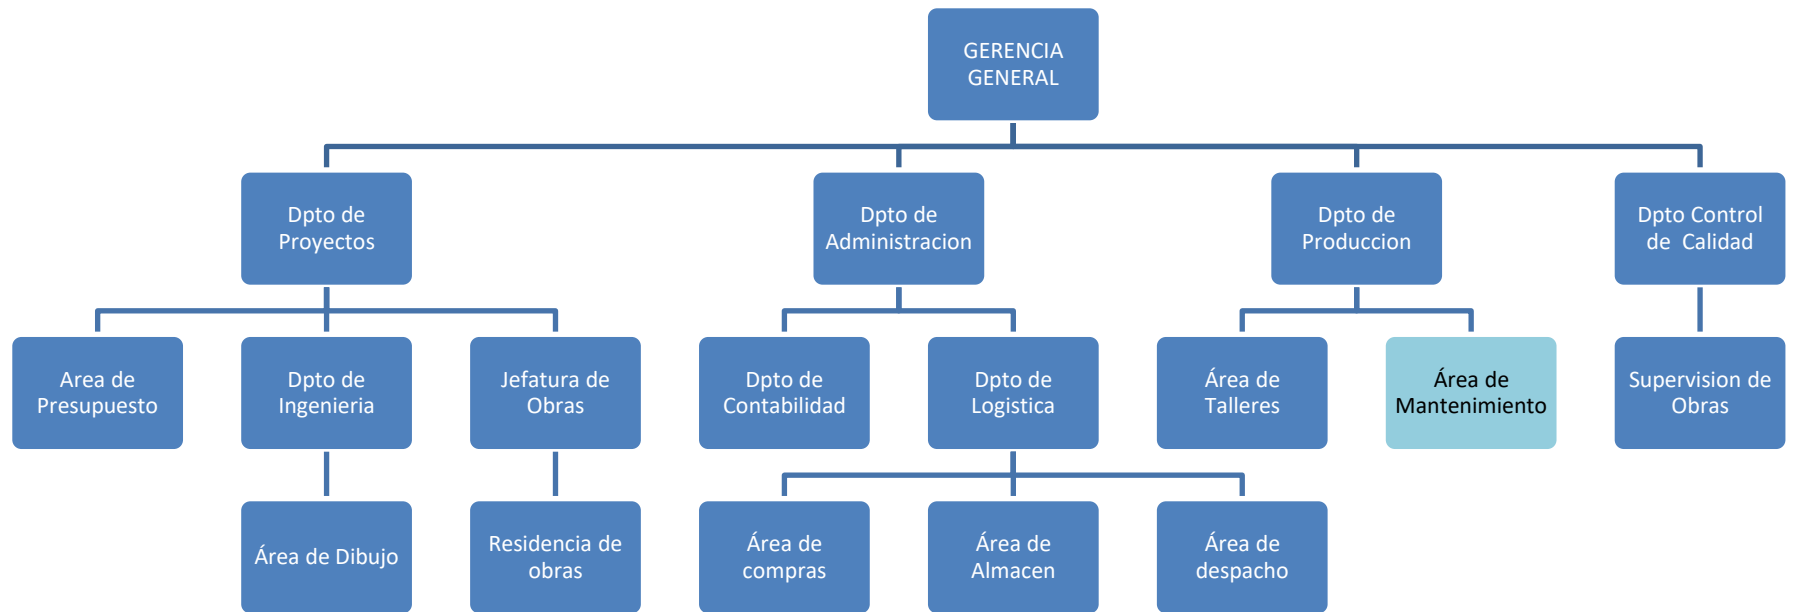 GERENCIA
GENERAL
Dpto de
Proyectos
Dpto de
Administracion
Dpto de
Produccion
Dpto Control
de Calidad
Area de
Presupuesto
Dpto de
Ingenieria
Jefatura de
Obras
Dpto de
Contabilidad
Dpto de
Logistica
Área de
Talleres
Área de
Mantenimiento
Supervision de
Obras
Área de Dibujo
Residencia de
obras
Área de
compras
Área de
Almacen
Área de
despacho